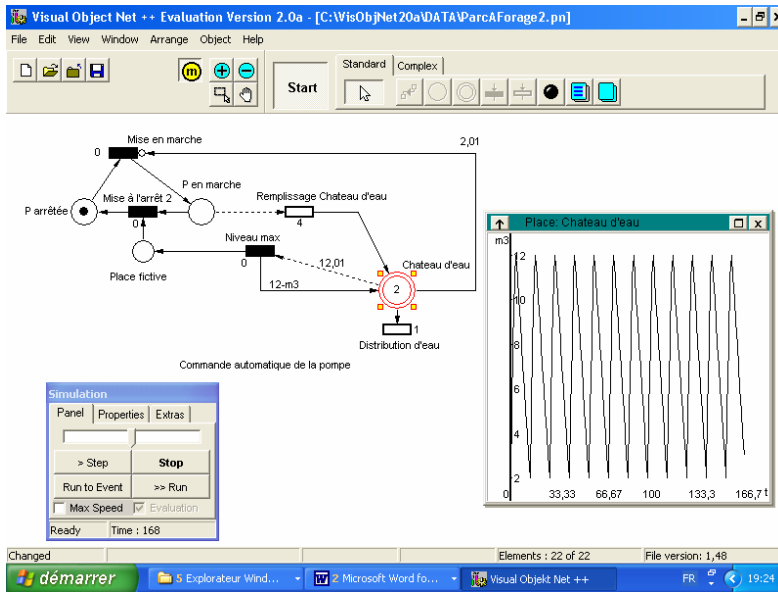 Visual Object Net ++ Evaluation Version 2.0a - [C:\VisObjNet20a\DATA\ParcAForage2.pn]
File Edit View Window Arrange Object Help
m
Start
Standard Complex
Mise en marche
0
2,01
P en marche
Mise à l'arrêt 2
Remplissage Chateau d'eau
P arrêtée
0
4
Niveau max
Place fictive
0
12,01
Chateau d'eau
12-m3
2
1
Distribution d'eau
Commande automatique de la pompe
Place: Chateau d'eau
m3
12
10
8
6
4
2
0 33,33 66,67 100 133,3 166,7 t
Simulation
Panel Properties Extras
> Step Stop
Run to Event >> Run
Max Speed Evaluation
Ready Time : 168
Changed Elements : 22 of 22 File version: 1,48
démarrer 5 Explorateur Wind... 2 Microsoft Word fo... Visual Objekt Net ++ FR 19:24